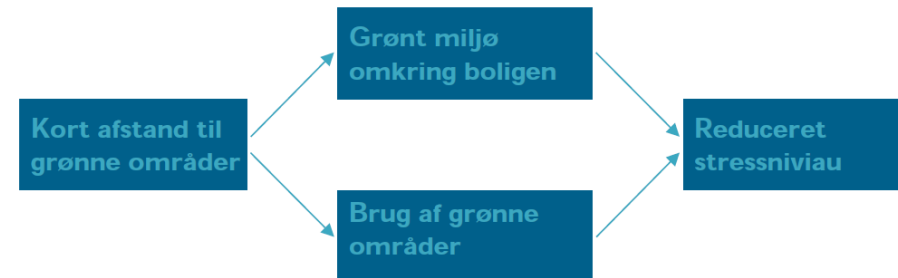 Grønt miljø
omkring boligen
Kort afstand til
grønne områder
Reduceret
stressniviau
Brug af grønne
områder